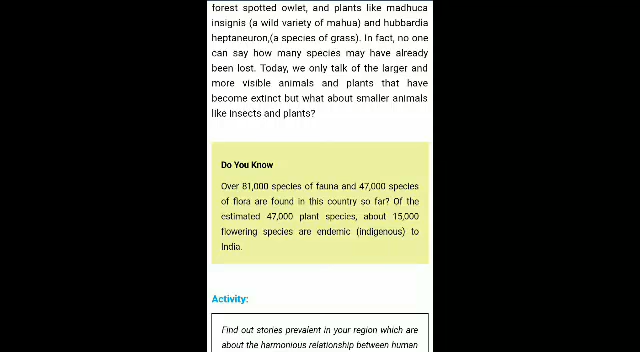 forest spotted owlet, and plants like madhuca
insignis (a wild variety of mahua) and hubbardia
heptaneuron,(a species of grass). In fact, no one
can say how many species may have already
been lost. Today, we only talk of the larger and
more visible animals and plants that have
become extinct but what about smaller animals
like insects and plants?
Do You Know
Over 81,000 species of fauna and 47,000 species
of flora are found in this country so far? Of the
estimated 47,000 plant species, about 15,000
flowering species are endemic (indigenous) to
India.
Activity:
Find out stories prevalent in your region which are
about the harmonious relationship between human